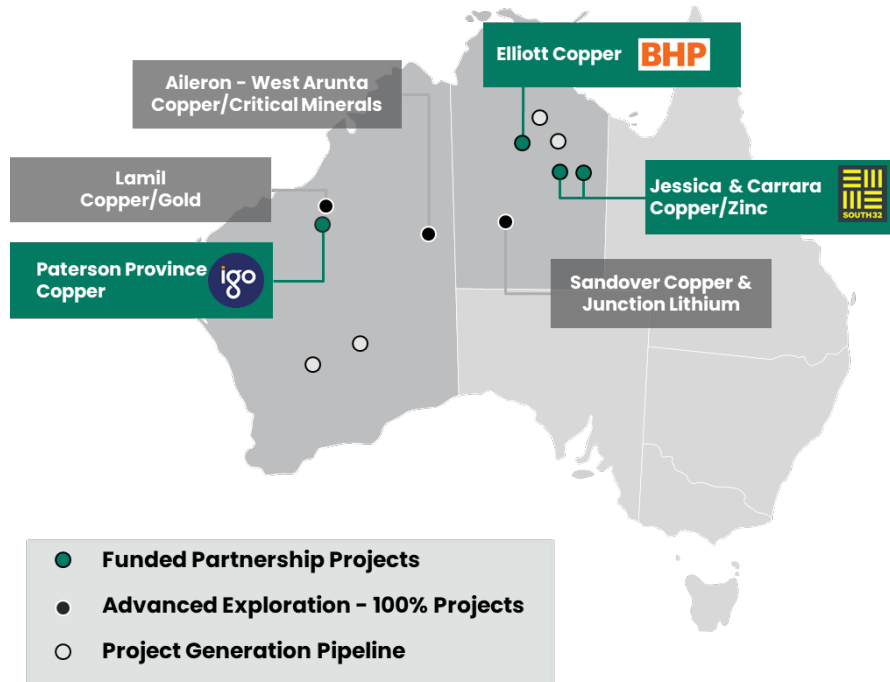 Elliott Copper
BHP
Aileron - West Arunta
Copper/Critical Minerals
Lamil
Copper/Gold
Jessica & Carrara
Copper/Zinc
SOUTH32
Paterson Province
Copper
igo
Sandover Copper &
Junction Lithium
Funded Partnership Projects
Advanced Exploration - 100% Projects
Project Generation Pipeline